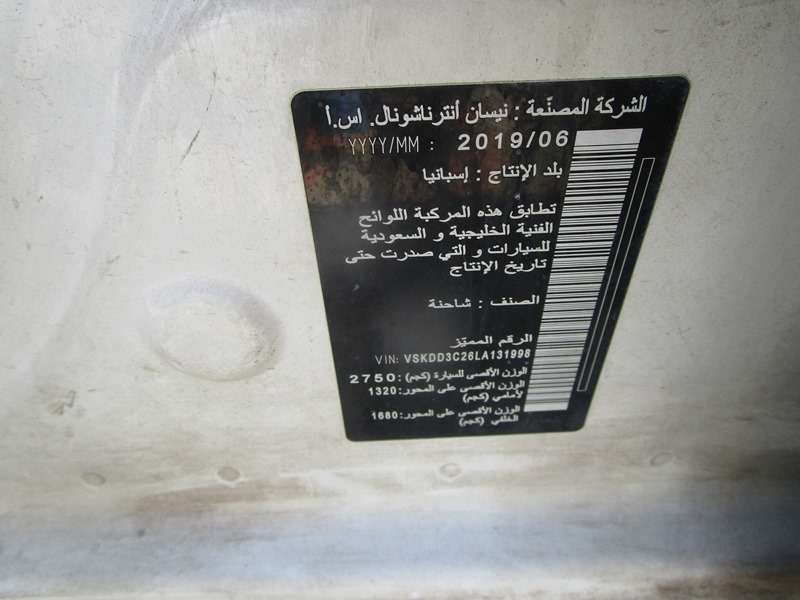 الشركة المصنّعة : نيسان أنترناشونال. اس.أ
YYYY/MM : 2019/06
بلد الإنتاج : إسبانيا
تطابق هذه المركبة اللوائح
الفنية الخليجية و السعودية
للسيارات و التي صدرت حتى
تاريخ الإنتاج
الصنف : شاحنة
الرقم المميّز
VIN: VSKDD3C26LA131998
الوزن الأقصى للسيارة (كجم): 2750
الوزن الأقصى على المحور: 1320
لأمامي (كجم)
الوزن الأقصى على المحور: 1680
الخلفي (كجم)